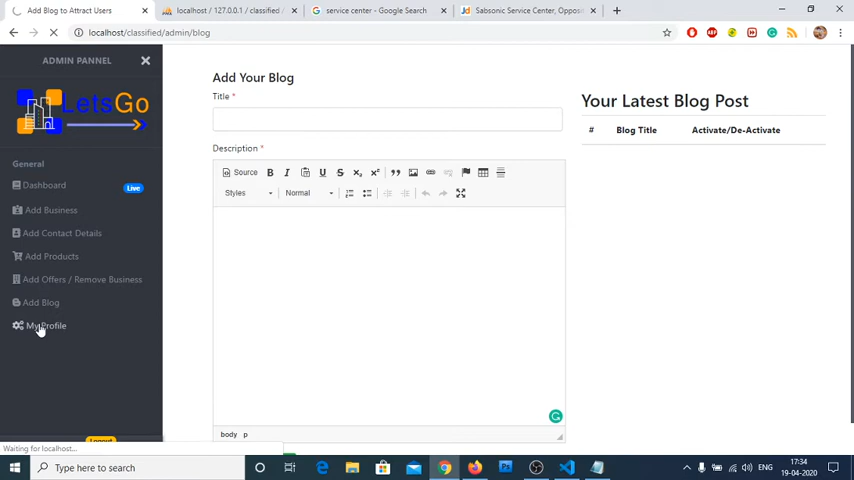 Add Blog to Attract Users
localhost / 127.0.0.1 / classified /
service center - Google Search
Sabsonic Service Center, Opposi
localhost/classified/admin/blog
ADMIN PANNEL
LetsGo
General
Dashboard
Live
Add Business
Add Contact Details
Add Products
Add Offers / Remove Business
Add Blog
My Profile
Logout
Add Your Blog
Title *
Description *
Source
Styles
Normal
body p
Your Latest Blog Post
# Blog Title Activate/De-Activate
Waiting for localhost...
Type here to search
ENG
17:34
19-04-2020